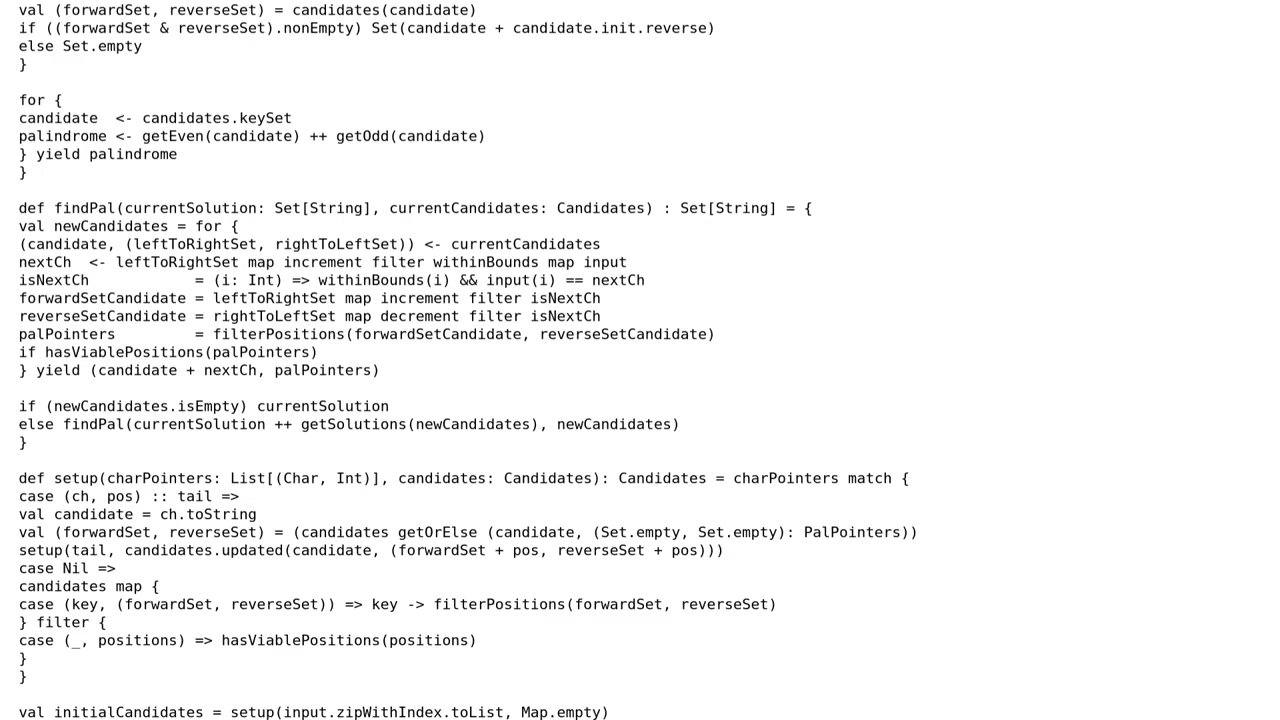 val (forwardSet, reverseSet) = candidates(candidate)
if ((forwardSet & reverseSet).nonEmpty) Set(candidate + candidate.init.reverse)
else Set.empty
}

for {
candidate  <- candidates.keySet
palindrome <- getEven(candidate) ++ getOdd(candidate)
} yield palindrome
}

def findPal(currentSolution: Set[String], currentCandidates: Candidates) : Set[String] = {
val newCandidates = for {
(candidate, (leftToRightSet, rightToLeftSet)) <- currentCandidates
nextCh  <- leftToRightSet map increment filter withinBounds map input
isNextCh            = (i: Int) => withinBounds(i) && input(i) == nextCh
forwardSetCandidate = leftToRightSet map increment filter isNextCh
reverseSetCandidate = rightToLeftSet map decrement filter isNextCh
palPointers         = filterPositions(forwardSetCandidate, reverseSetCandidate)
if hasViablePositions(palPointers)
} yield (candidate + nextCh, palPointers)

if (newCandidates.isEmpty) currentSolution
else findPal(currentSolution ++ getSolutions(newCandidates), newCandidates)
}

def setup(charPointers: List[(Char, Int)], candidates: Candidates): Candidates = charPointers match {
case (ch, pos) :: tail =>
val candidate = ch.toString
val (forwardSet, reverseSet) = (candidates getOrElse (candidate, (Set.empty, Set.empty): PalPointers))
setup(tail, candidates.updated(candidate, (forwardSet + pos, reverseSet + pos)))
case Nil =>
candidates map {
case (key, (forwardSet, reverseSet)) => key -> filterPositions(forwardSet, reverseSet)
} filter {
case (_, positions) => hasViablePositions(positions)
}
}

val initialCandidates = setup(input.zipWithIndex.toList, Map.empty)